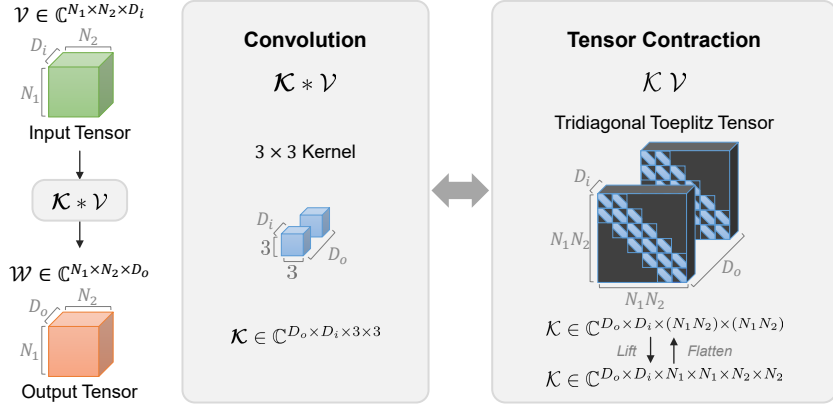 𝒱 ∈ ℂ^{N₁×N₂×Dᵢ}
Dᵢ
N₂
N₁
Input Tensor
𝓚 ∗ 𝒱
𝒲 ∈ ℂ^{N₁×N₂×Dₒ}
Dₒ
N₂
N₁
Output Tensor
Convolution
𝓚 ∗ 𝒱
3 × 3 Kernel
Dᵢ
3
3
Dₒ
𝓚 ∈ ℂ^{Dₒ×Dᵢ×3×3}
Tensor Contraction
𝒦 𝒱
Tridiagonal Toeplitz Tensor
Dᵢ
N₁N₂
N₁N₂
Dₒ
𝒦 ∈ ℂ^{Dₒ×Dᵢ×(N₁N₂)×(N₁N₂)}
Lift Flatten
𝒦 ∈ ℂ^{Dₒ×Dᵢ×N₁×N₁×N₂×N₂}